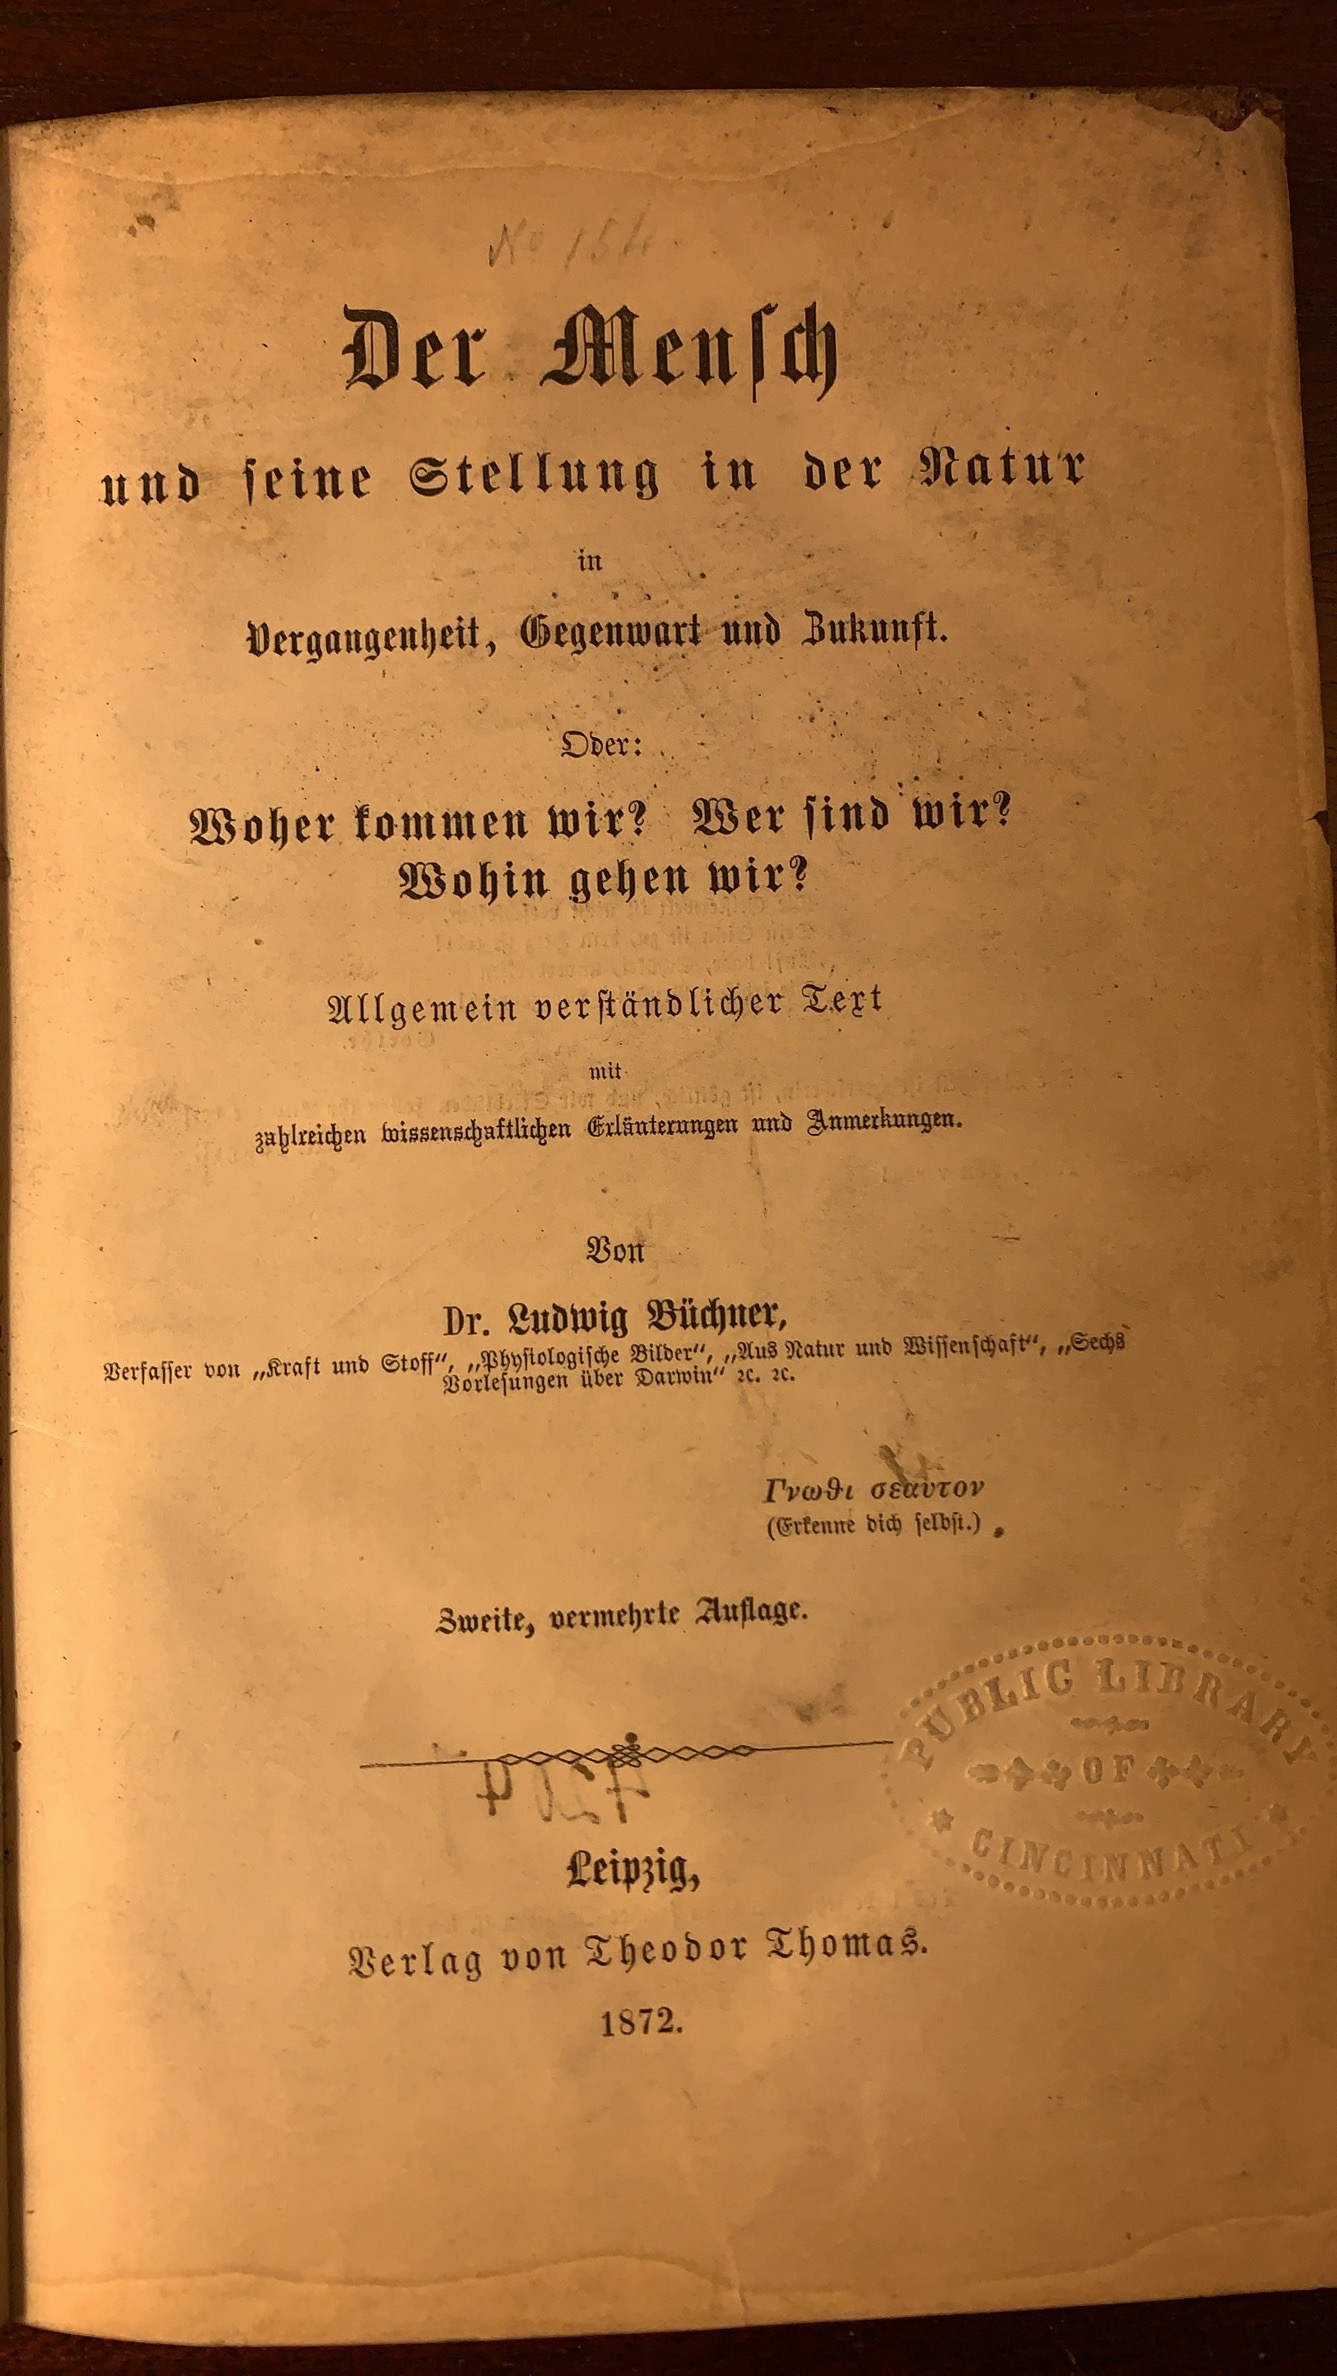 No 154
Der Menſch
und ſeine Stellung in der Natur
in
Vergangenheit, Gegenwart und Zukunft.
Oder:
Woher kommen wir? Wer ſind wir?
Wohin gehen wir?
Allgemein verſtändlicher Text
mit
zahlreichen wissenschaftlichen Erläuterungen und Anmerkungen.
Von
Dr. Ludwig Büchner,
Verfaſſer von „Kraft und Stoff“, „Phyſiologiſche Bilder“, „Aus Natur und Wiſſenſchaft“, „Sechs
Vorleſungen über Darwin“ ꝛc. ꝛc.
Γνωθι σεαυτον
(Erkenne dich ſelbſt.)
Zweite, vermehrte Auflage.
PUBLIC LIBRARY
OF
CINCINNATI
Leipzig,
Verlag von Theodor Thomas.
1872.